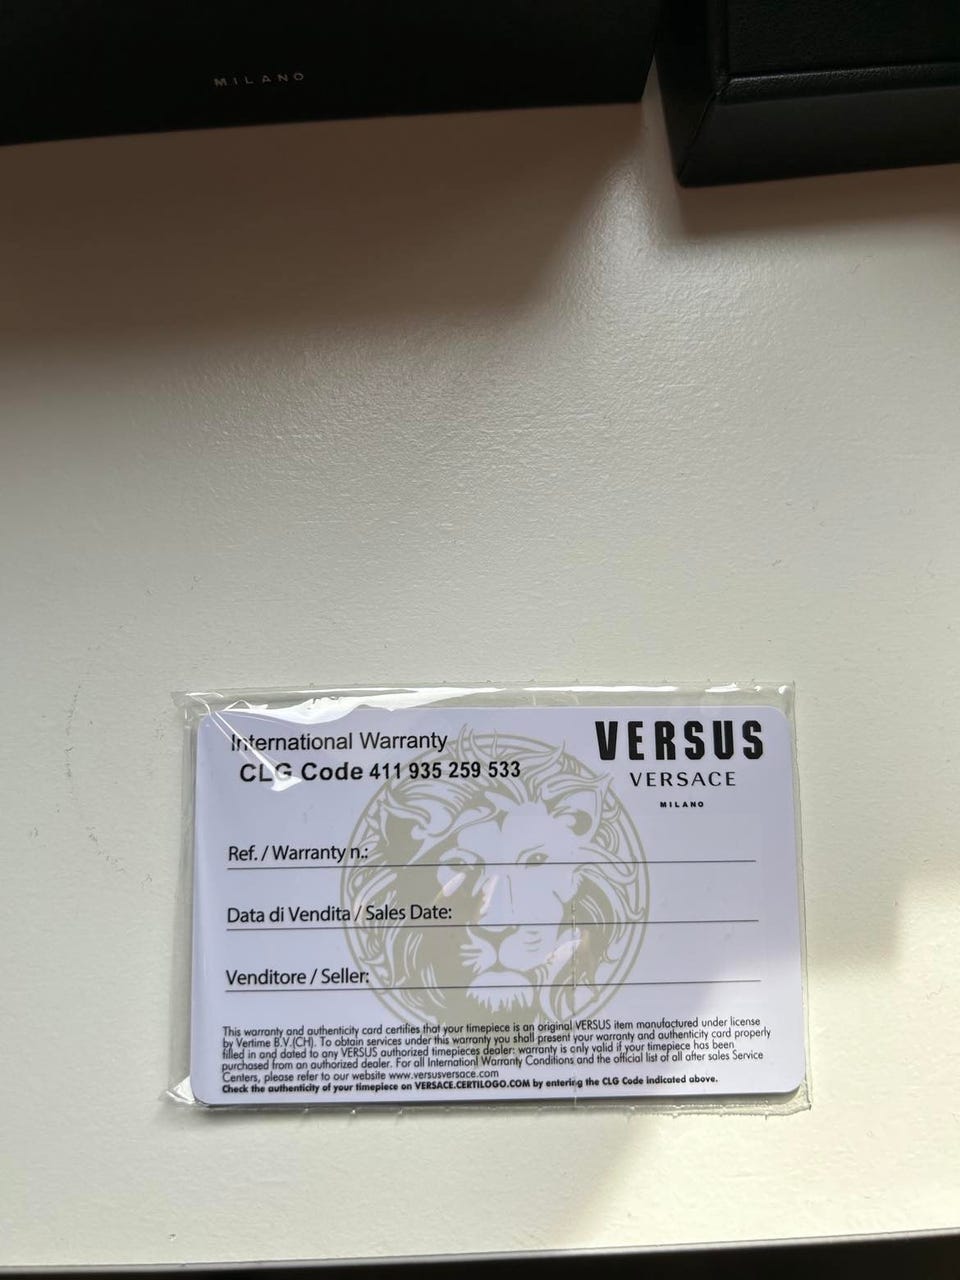 MILANO
International Warranty
CLG Code 411 935 259 533
VERSUS
VERSACE
MILANO
Ref. / Warranty n.:
Data di Vendita / Sales Date:
Venditore / Seller:
This warranty and authenticity card certifies that your timepiece is an original VERSUS item manufactured under license
by Vertime B.V.(CH). To obtain services under this warranty you shall present your warranty and authenticity card properly
filled in and dated to any VERSUS authorized timepieces dealer: warranty is only valid if your timepiece has been
purchased from an authorized dealer. For all Internationl Warranty Conditions and the official list of all after sales Service
Centers, please refer to our website www.versusversace.com
Check the authenticity of your timepiece on VERSACE.CERTILOGO.COM by entering the CLG Code indicated above.